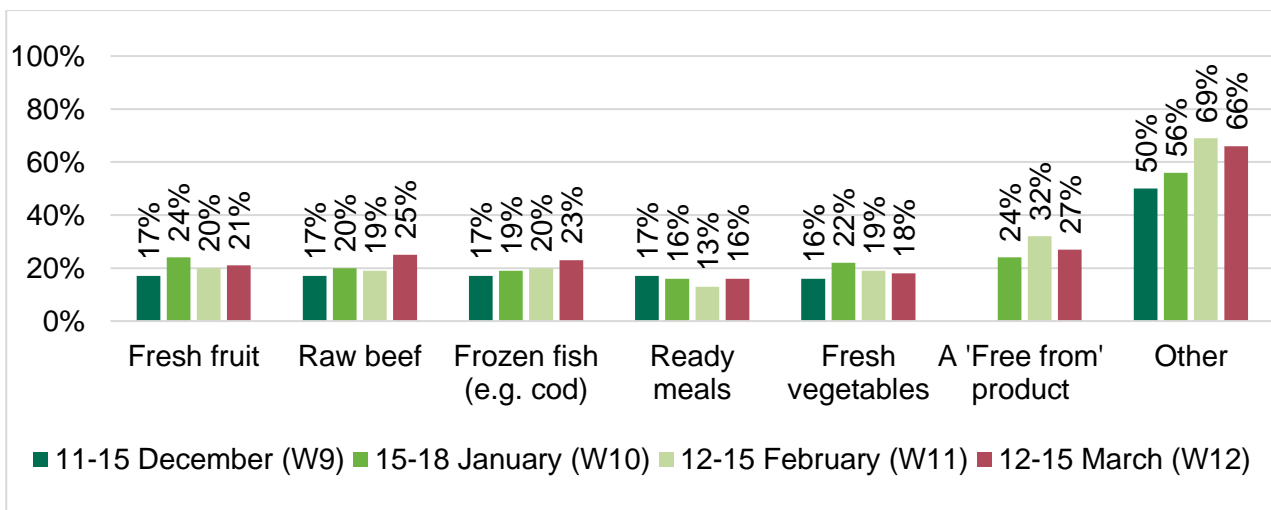 100%
80%
60%
40%
20%
0%
17% 24% 20% 21%
17% 20% 19% 25%
17% 19% 20% 23%
17% 16% 13% 16%
16% 22% 19% 18%
24% 32% 27%
50% 56% 69% 66%
Fresh fruit
Raw beef
Frozen fish
(e.g. cod)
Ready
meals
Fresh
vegetables
A 'Free from'
product
Other
11-15 December (W9) 15-18 January (W10) 12-15 February (W11) 12-15 March (W12)